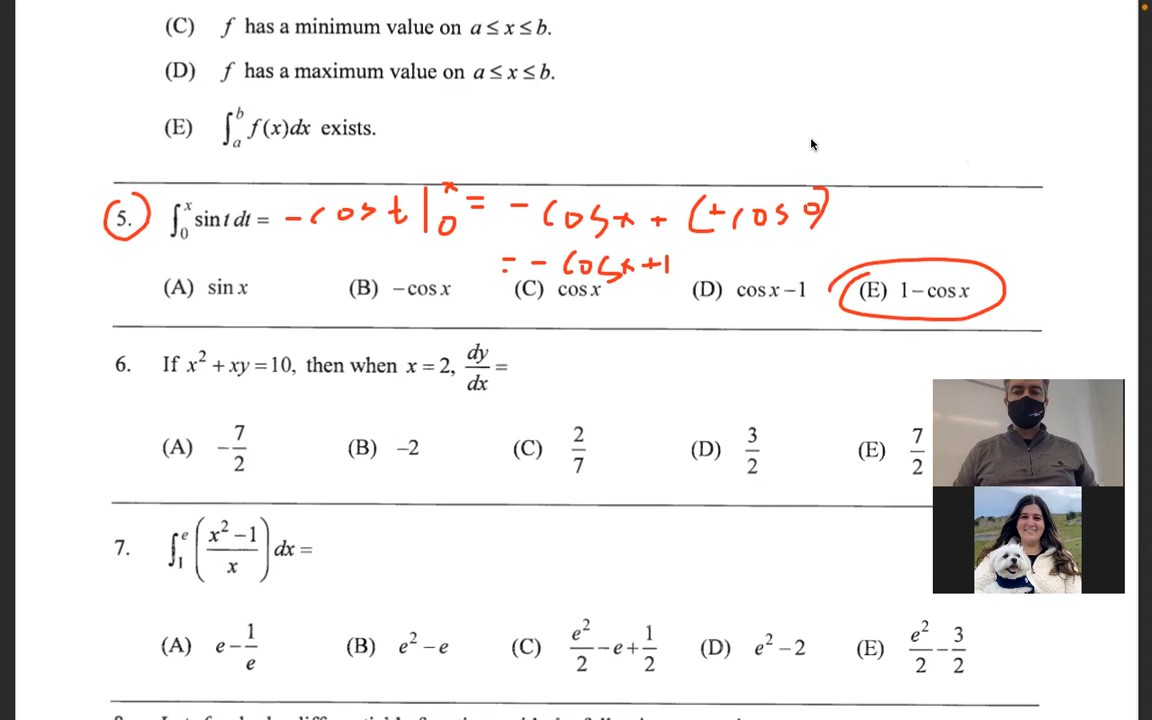 (C) f has a minimum value on a ≤ x ≤ b.
(D) f has a maximum value on a ≤ x ≤ b.
(E) ∫_a^b f(x)dx exists.
5. ∫_0^x sin t dt = -cos t |_0^x = -cos x + (+cos 0)
= -cos x +1
(A) sin x (B) −cos x (C) cos x (D) cos x − 1 (E) 1 − cos x
6. If x² + xy = 10, then when x = 2, dy/dx =
(A) −7/2 (B) −2 (C) 2/7 (D) 3/2 (E) 7/2
7. ∫_1^e ((x² − 1)/x) dx =
(A) e − 1/e (B) e² − e (C) e²/2 − e + 1/2 (D) e² − 2 (E) e²/2 − 3/2